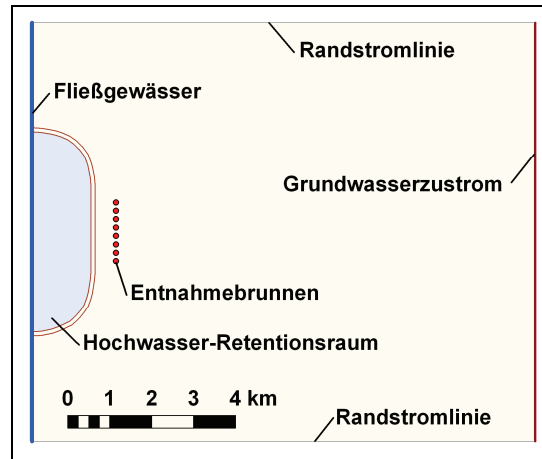 Randstromlinie
Fließgewässer
Grundwasserzustrom
Entnahmebrunnen
Hochwasser-Retentionsraum
0 1 2 3 4 km
Randstromlinie